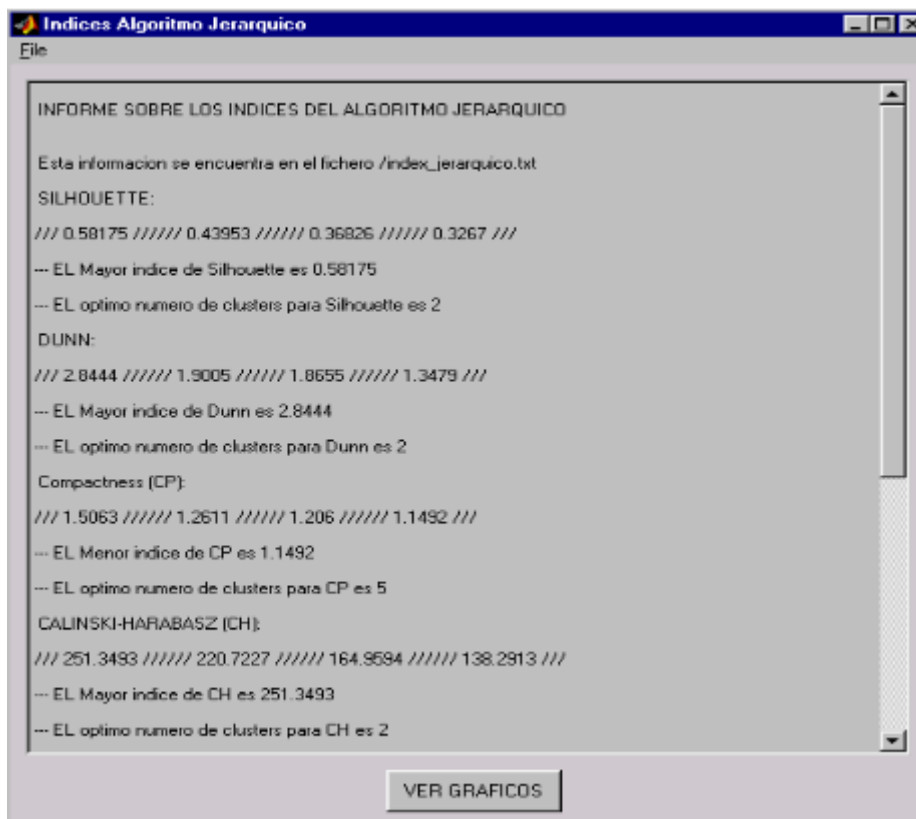 Indices Algoritmo Jerarquico
File
INFORME SOBRE LOS INDICES DEL ALGORITMO JERARQUICO
Esta informacion se encuentra en el fichero /index_jerarquico.txt
SILHOUETTE:
/// 0.58175 ////// 0.43953 ////// 0.36826 ////// 0.3267 ///
--- EL Mayor indice de Silhouette es 0.58175
--- EL optimo numero de clusters para Silhouette es 2
DUNN:
/// 2.8444 ////// 1.9005 ////// 1.8655 ////// 1.3479 ///
--- EL Mayor indice de Dunn es 2.8444
--- EL optimo numero de clusters para Dunn es 2
Compactness (CP):
/// 1.5063 ////// 1.2611 ////// 1.206 ////// 1.1492 ///
--- EL Menor indice de CP es 1.1492
--- EL optimo numero de clusters para CP es 5
CALINSKI-HARABASZ (CH):
/// 251.3493 ////// 220.7227 ////// 164.9594 ////// 138.2913 ///
--- EL Mayor indice de CH es 251.3493
--- EL optimo numero de clusters para CH es 2
VER GRAFICOS